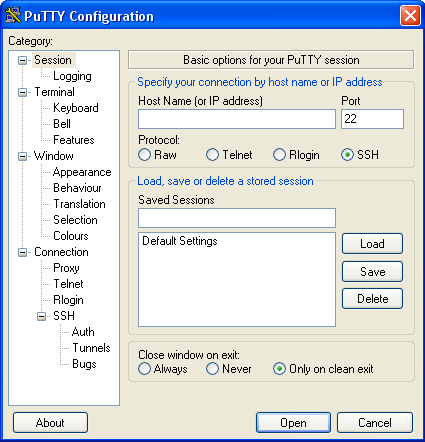 PuTTY Configuration
Category:
Session
Logging
Terminal
Keyboard
Bell
Features
Window
Appearance
Behaviour
Translation
Selection
Colours
Connection
Proxy
Telnet
Rlogin
SSH
Auth
Tunnels
Bugs
Basic options for your PuTTY session
Specify your connection by host name or IP address
Host Name (or IP address) Port
22
Protocol:
Raw Telnet Rlogin SSH
Load, save or delete a stored session
Saved Sessions
Default Settings
Load
Save
Delete
Close window on exit:
Always Never Only on clean exit
About Open Cancel